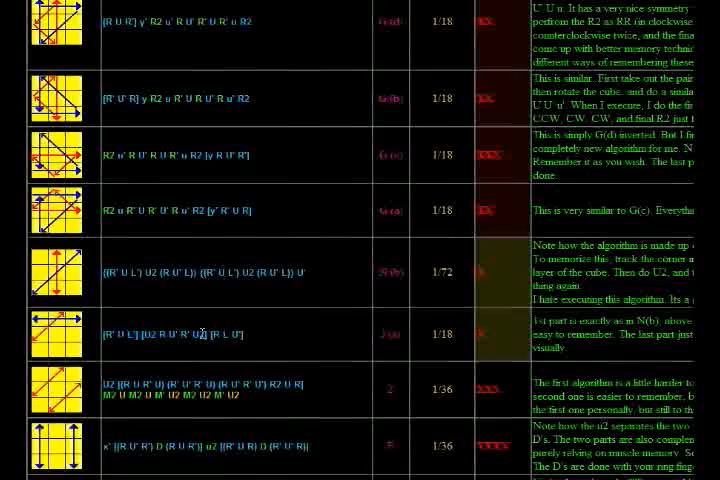 U' U u. It has a very nice symmetry
[R U R'] y' R2 u' R U' R' U R' u R2 G(d) 1/18 perfrom the R2 as RR (in clockwise
counterclockwise twice, and the fina
come up with better memory technic
different ways of remembering these
This is similar. First take out the pair
[R' U' R] y R2 u R' U R U' R u' R2 G(b) 1/18 then rotate the cube. and do a simila
U U u'. When I execute, I do the fir
CCW, CW. CW, and final R2 just t
This is simply G(d) inverted. But I fi
R2 u' R U' R U R' u R2 [y R U' R'] 1/18 completely new algorithm for me. N
Remember it as you wish. The last p
done.
R2 u R' U R' U' R u' R2 [y' R' U R] G(a) 1/18 This is very similar to G(c). Everythi
Note how the algorithm is made up
To memorize this, track the corner m
{(R' U L') U2 (R U' L)} {(R' U L') U2 (R U' L)} U' N(b) 1/72 layer of the cube. Then do U2, and t
thing again.
I hate executing this algorithm. Its a
1st part is exactly as in N(b), above
[R' U L'] [U2 R U' R' U2] [R L U'] 1/18 easy to remember. The last part just
visually.
U2 [(R U R' U) (R' U' R' U) (R U' R' U') R2 U R] Z 1/36 The first algorithm is a little harder to
M2 U M2 U M' U2 M2 U2 M' U2 second one is easier to remember, b
the first one personally, but still to th
Note how the u2 separates the two
x' [(R U' R') D (R U R')] u2 [(R' U R) D (R' U' R)] 1/36 D's. The two parts are also complem
purely relying on muscle memory. So
The D's are done with your ring fing